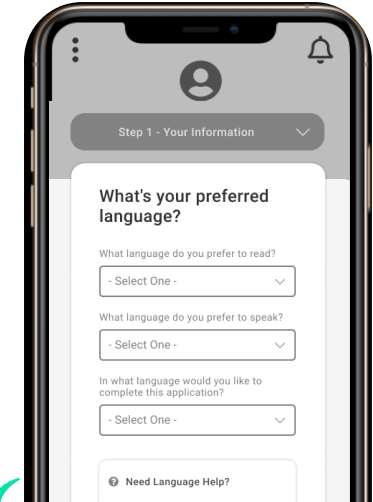 Step 1 - Your Information
What's your preferred
language?
What language do you prefer to read?
- Select One -
What language do you prefer to speak?
- Select One -
In what language would you like to
complete this application?
- Select One -
Need Language Help?